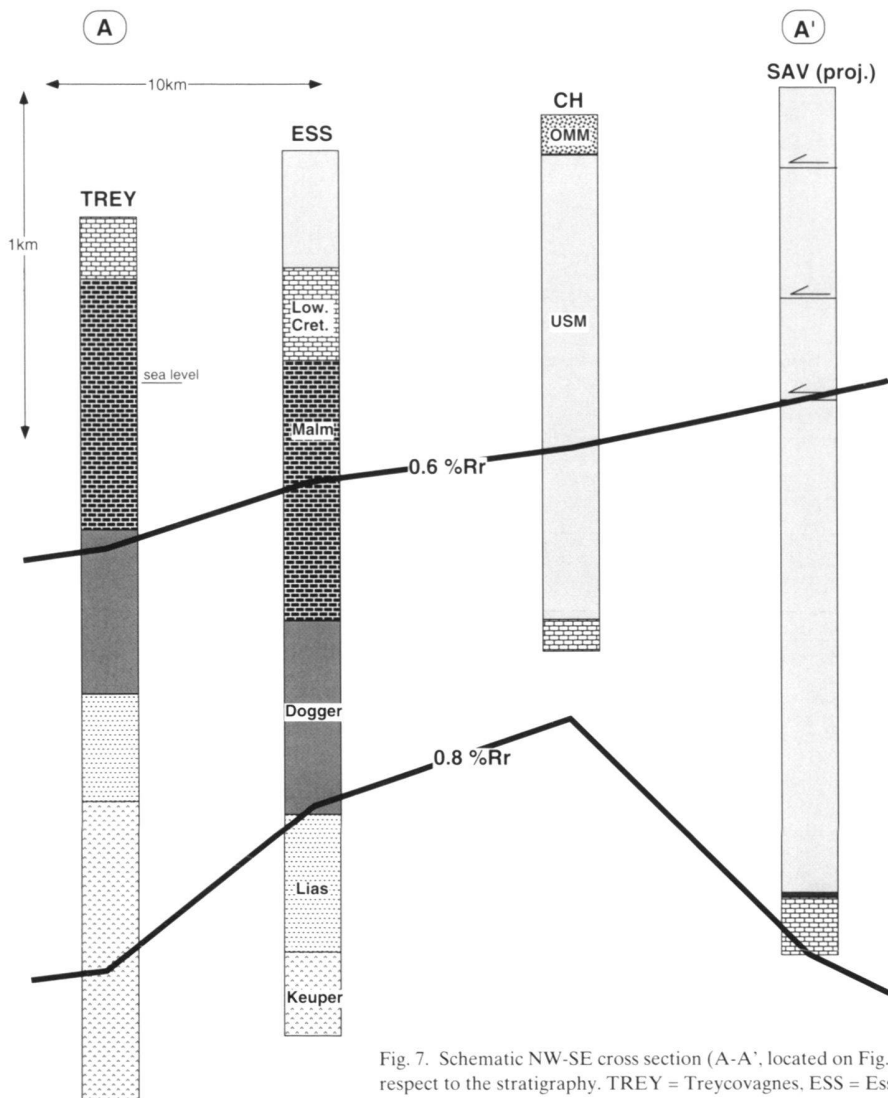 A
A'
SAV (proj.)
10km
CH
OMM
ESS
TREY
1km
Low.
Cret.
USM
sea level
Malm
0.6 %Rr
Dogger
0.8 %Rr
Lias
Keuper
Fig. 7. Schematic NW-SE cross section (A-A', located on Fig.
respect to the stratigraphy. TREY = Treycovagnes, ESS = Ess